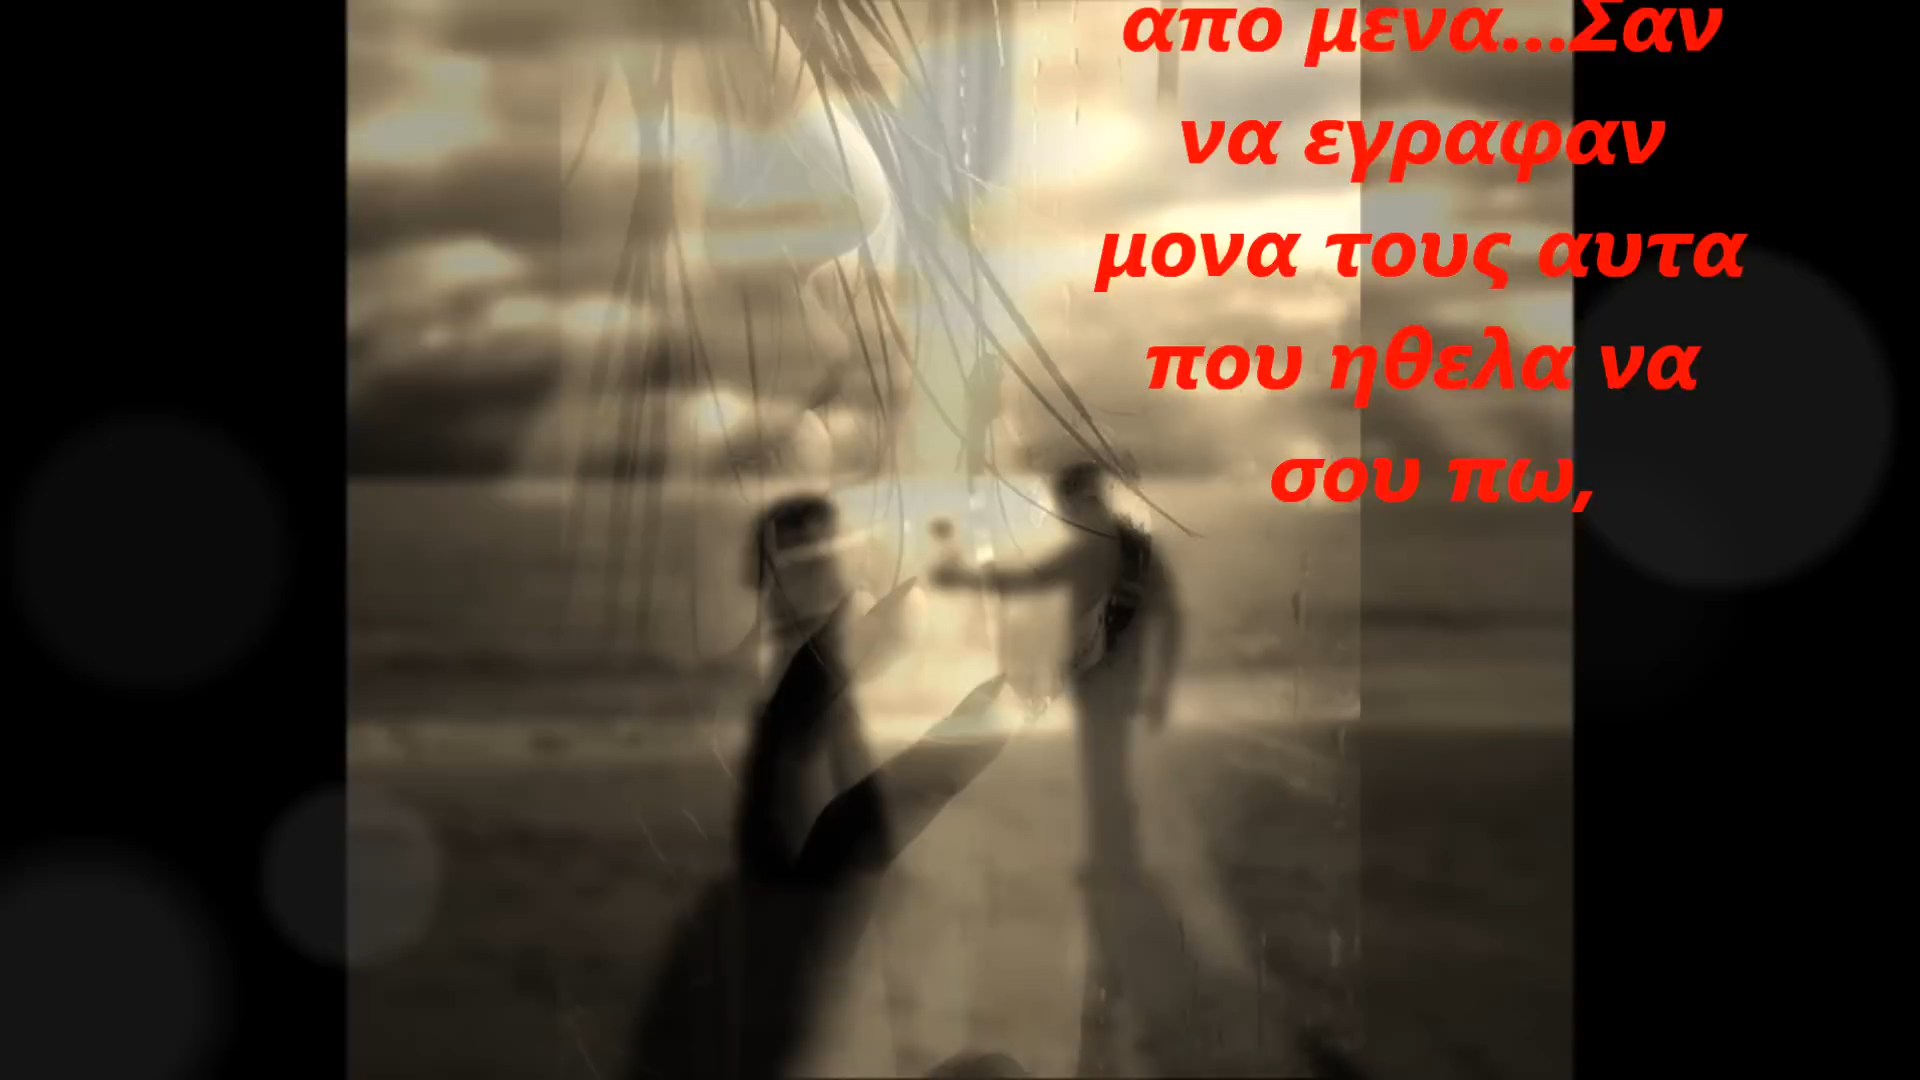 απο μενα...Σαν
να εγραφαν
μονα τους αυτα
που ηθελα να
σου πω,